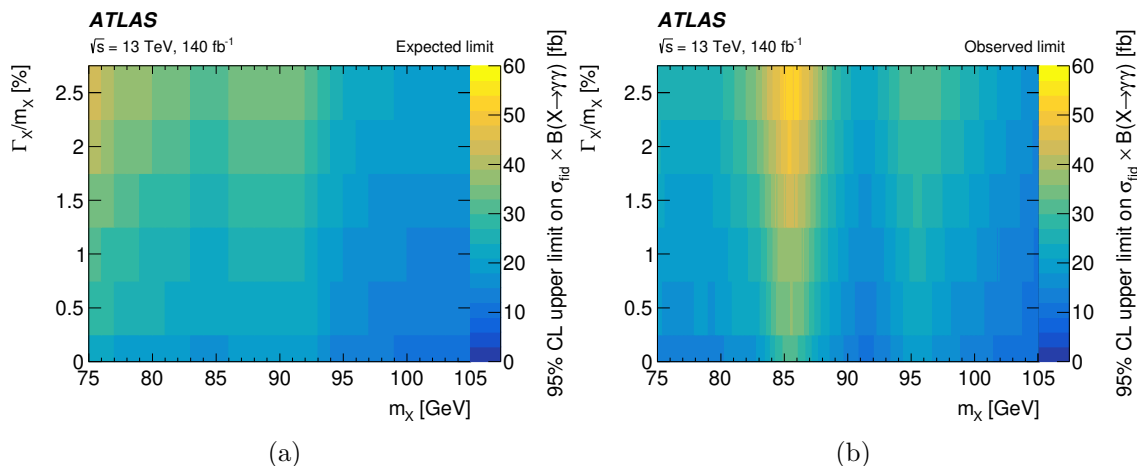 ATLAS
√s = 13 TeV, 140 fb⁻¹
Expected limit
Γ_X/m_X [%]
2.5
2
1.5
1
0.5
0
75 80 85 90 95 100 105
m_X [GeV]
60
50
40
30
20
10
0
95% CL upper limit on σ_fid × B(X→γγ) [fb]
(a)
ATLAS
√s = 13 TeV, 140 fb⁻¹
Observed limit
Γ_X/m_X [%]
2.5
2
1.5
1
0.5
0
75 80 85 90 95 100 105
m_X [GeV]
60
50
40
30
20
10
0
95% CL upper limit on σ_fid × B(X→γγ) [fb]
(b)